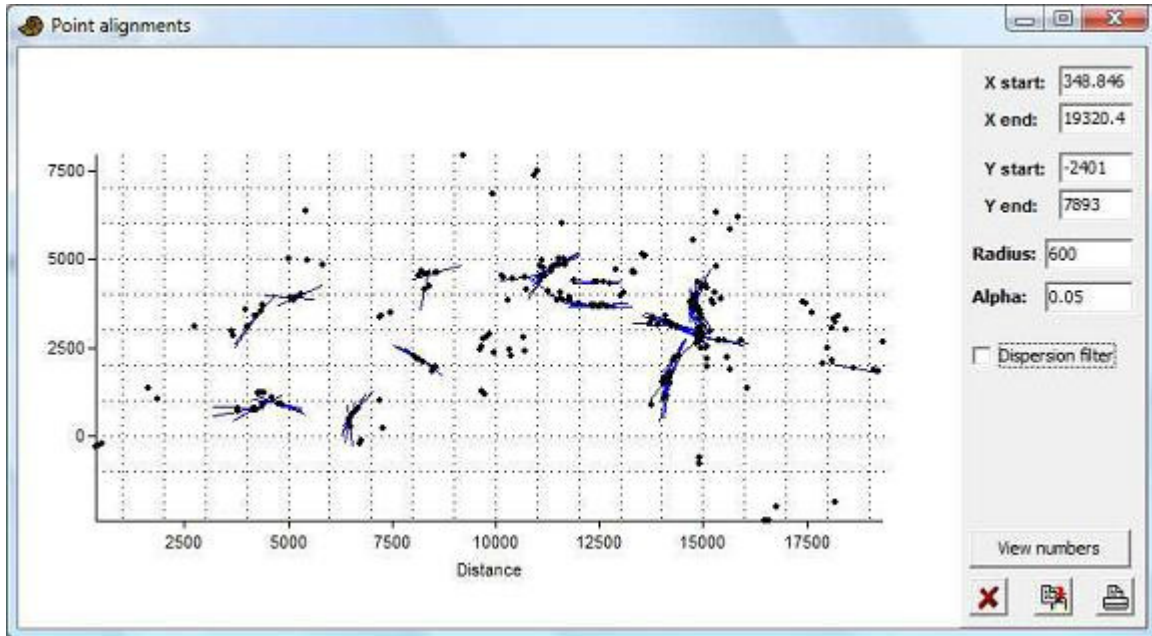 Point alignments
X start: 348.846
X end: 19320.4
Y start: -2401
Y end: 7893
Radius: 600
Alpha: 0.05
Dispersion filter
View numbers
7500
5000
2500
0
2500 5000 7500 10000 12500 15000 17500
Distance